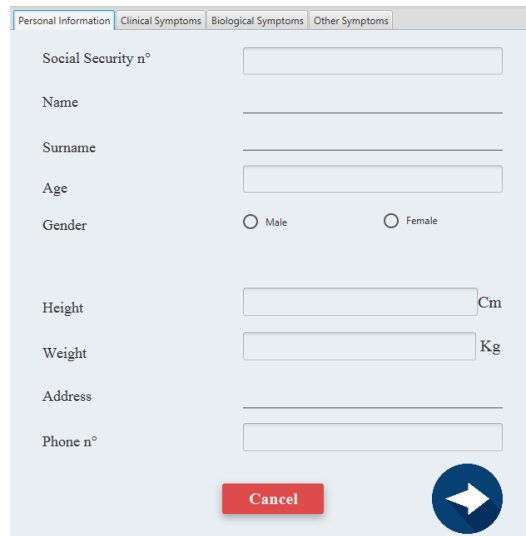 Personal Information Clinical Symptoms Biological Symptoms Other Symptoms
Social Security n°
Name
Surname
Age
Gender Male Female
Height Cm
Weight Kg
Address
Phone n°
Cancel